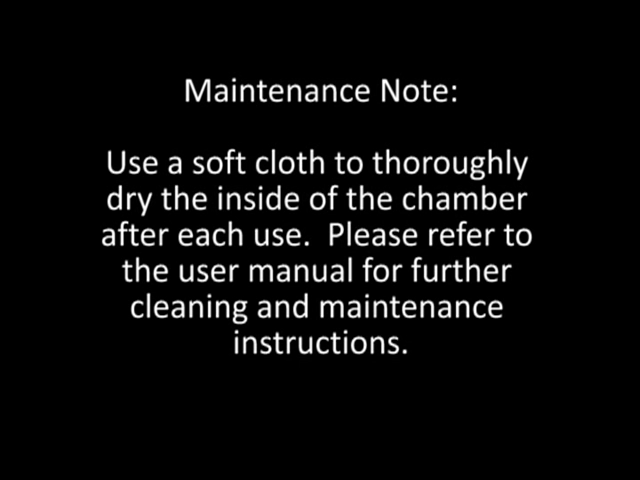 Maintenance Note:
Use a soft cloth to thoroughly
dry the inside of the chamber
after each use.  Please refer to
the user manual for further
cleaning and maintenance
instructions.